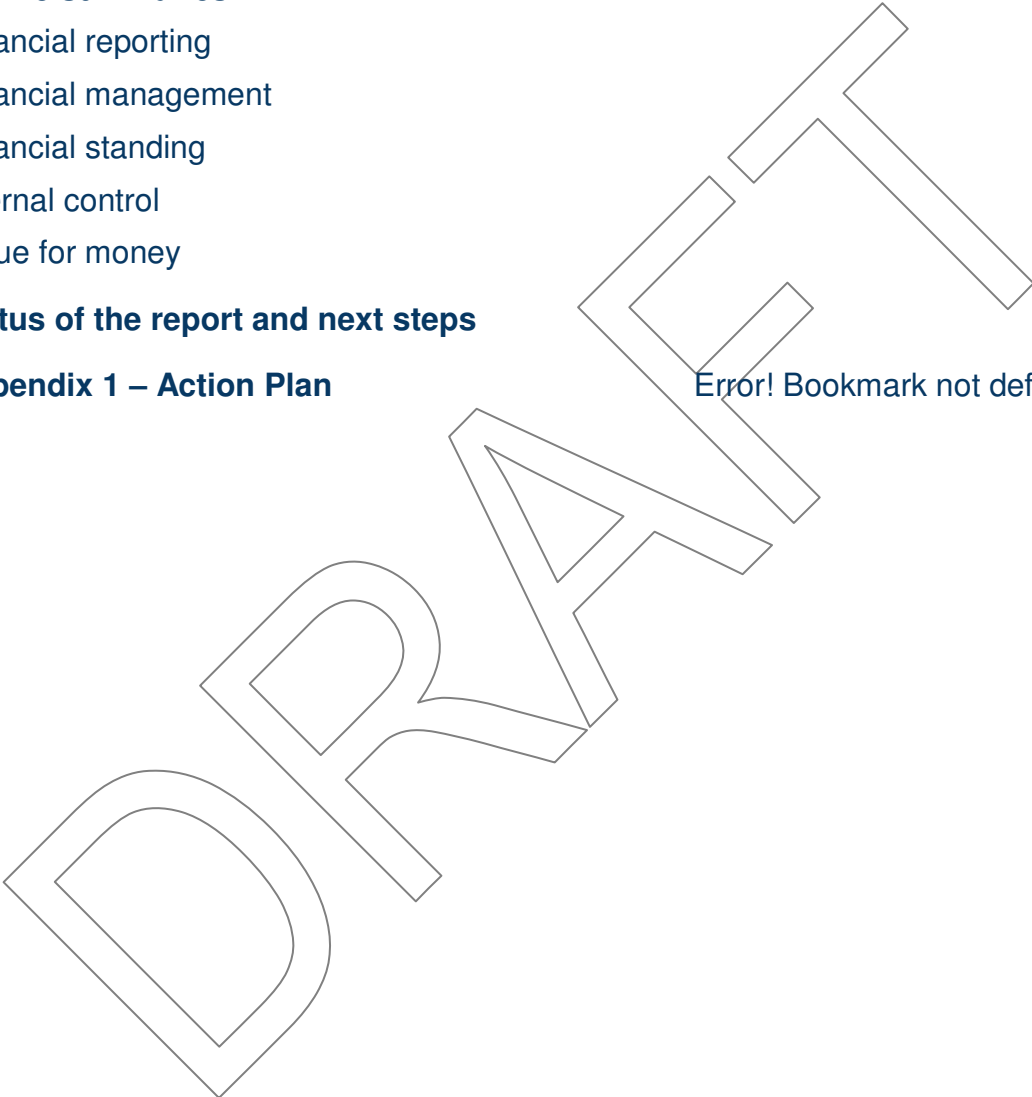 ancial reporting
ancial management
ancial standing
ernal control
ue for money
tus of the report and next steps
pendix 1 – Action Plan Error! Bookmark not def
DRAFT